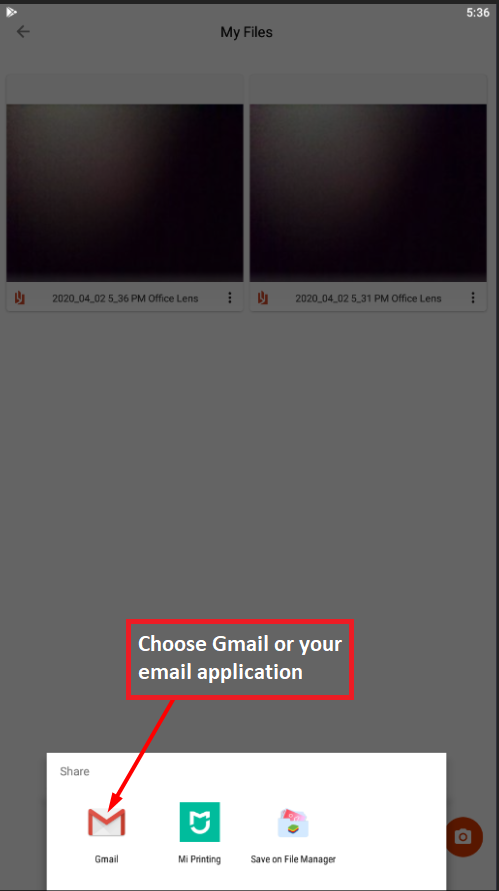 5:36
My Files
2020_04_02 5_36 PM Office Lens
2020_04_02 5_31 PM Office Lens
Choose Gmail or your
email application
Share
Gmail
Mi Printing
Save on File Manager